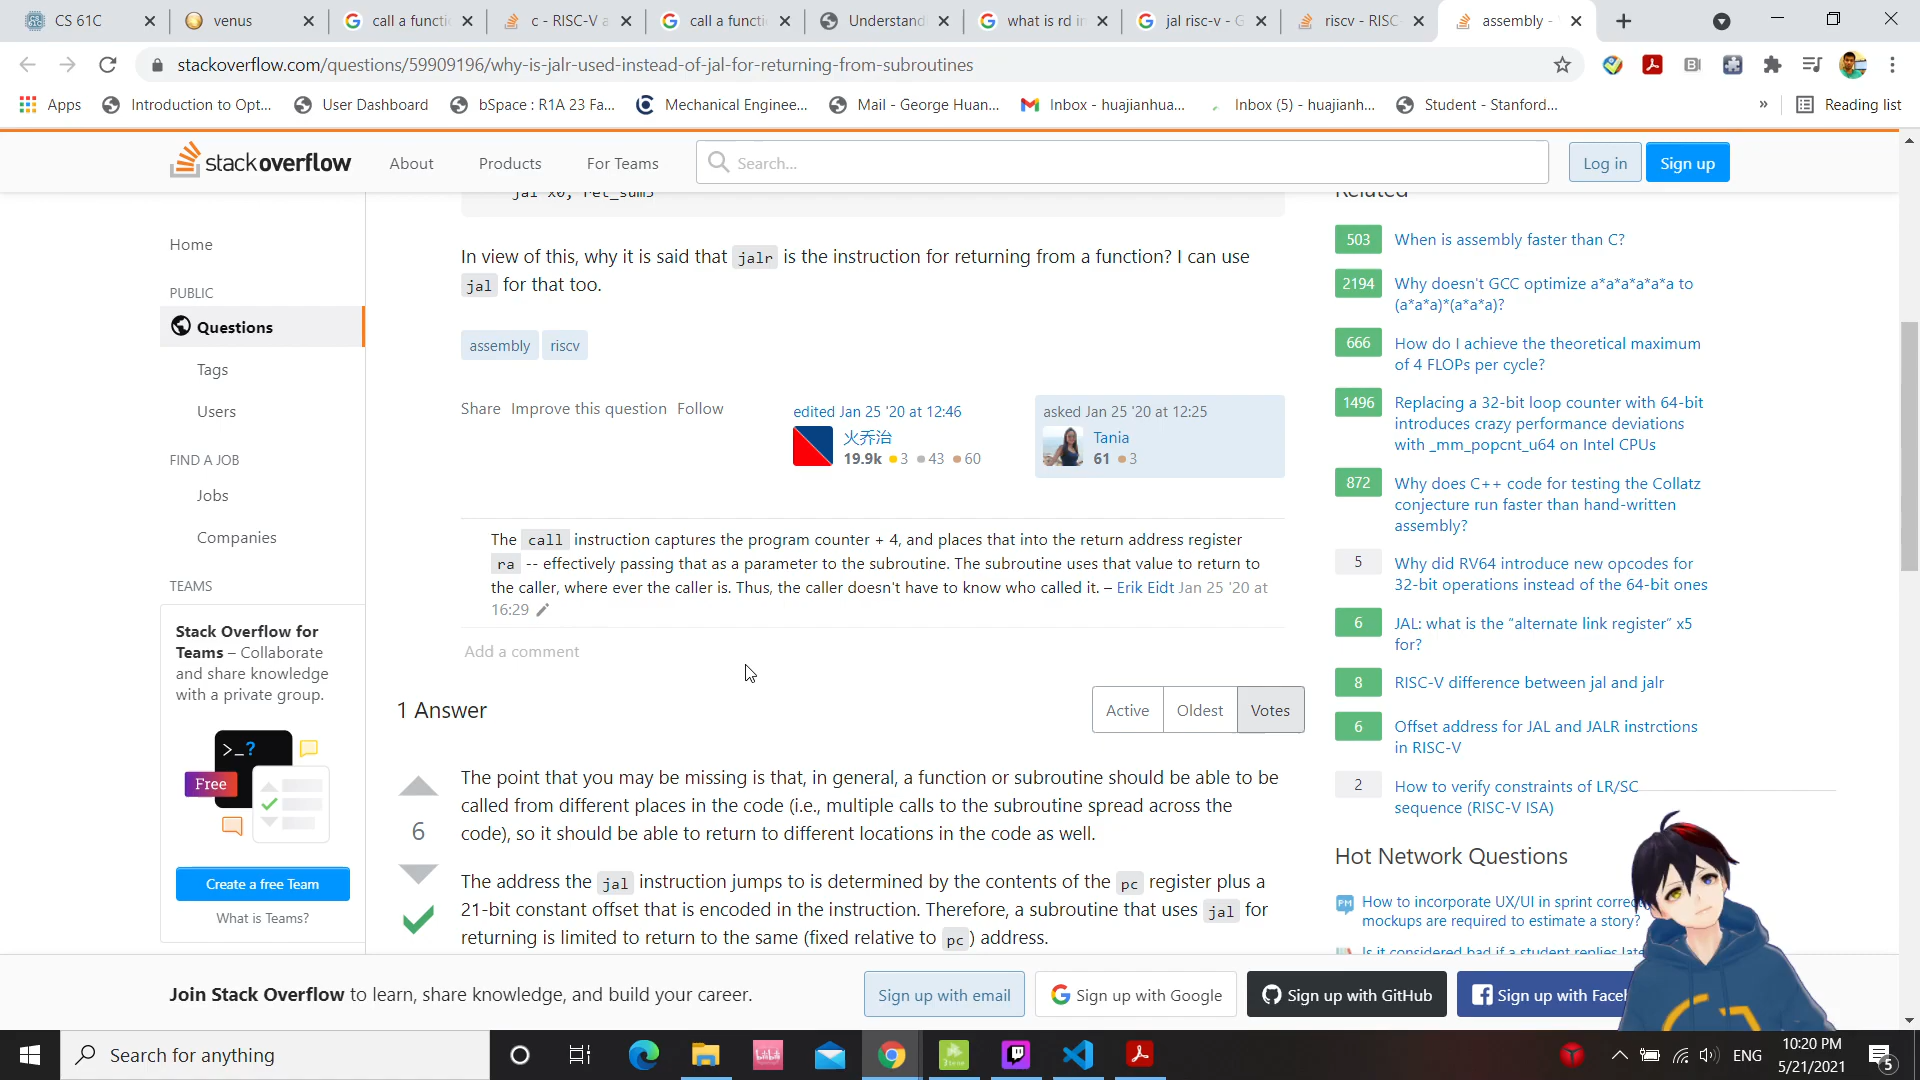 CS 61C
venus
call a functi
c - RISC-V a
call a functi
Understand
what is rd in
jal risc-v - G
riscv - RISC-
assembly -
stackoverflow.com/questions/59909196/why-is-jalr-used-instead-of-jal-for-returning-from-subroutines
Apps
Introduction to Opt...
User Dashboard
bSpace : R1A 23 Fa...
Mechanical Enginee...
Mail - George Huan...
Inbox - huajianhua...
Inbox (5) - huajianh...
Student - Stanford...
»
Reading list
stackoverflow
About
Products
For Teams
Search...
Log in
Sign up
Home
PUBLIC
Questions
Tags
Users
FIND A JOB
Jobs
Companies
TEAMS
Stack Overflow for
Teams – Collaborate
and share knowledge
with a private group.
>_?
Free
Create a free Team
What is Teams?
jal x0, ret_sum5
In view of this, why it is said that jalr is the instruction for returning from a function? I can use
jal for that too.
assembly riscv
Share Improve this question Follow
edited Jan 25 '20 at 12:46
火乔治
19.9k 3 43 60
asked Jan 25 '20 at 12:25
Tania
61 3
The call instruction captures the program counter + 4, and places that into the return address register
ra -- effectively passing that as a parameter to the subroutine. The subroutine uses that value to return to
the caller, where ever the caller is. Thus, the caller doesn't have to know who called it. – Erik Eidt Jan 25 '20 at
16:29
Add a comment
1 Answer
Active
Oldest
Votes
6
The point that you may be missing is that, in general, a function or subroutine should be able to be
called from different places in the code (i.e., multiple calls to the subroutine spread across the
code), so it should be able to return to different locations in the code as well.
The address the jal instruction jumps to is determined by the contents of the pc register plus a
21-bit constant offset that is encoded in the instruction. Therefore, a subroutine that uses jal for
returning is limited to return to the same (fixed relative to pc ) address.
Related
503 When is assembly faster than C?
2194 Why doesn't GCC optimize a*a*a*a*a*a to
(a*a*a)*(a*a*a)?
666 How do I achieve the theoretical maximum
of 4 FLOPs per cycle?
1496 Replacing a 32-bit loop counter with 64-bit
introduces crazy performance deviations
with _mm_popcnt_u64 on Intel CPUs
872 Why does C++ code for testing the Collatz
conjecture run faster than hand-written
assembly?
5 Why did RV64 introduce new opcodes for
32-bit operations instead of the 64-bit ones
6 JAL: what is the "alternate link register" x5
for?
8 RISC-V difference between jal and jalr
6 Offset address for JAL and JALR instrctions
in RISC-V
2 How to verify constraints of LR/SC
sequence (RISC-V ISA)
Hot Network Questions
PM How to incorporate UX/UI in sprint correc
mockups are required to estimate a story?
Is it considered bad if a student replies late
Join Stack Overflow to learn, share knowledge, and build your career.
Sign up with email
Sign up with Google
Sign up with GitHub
Sign up with Facel
Search for anything
ENG
10:20 PM
5/21/2021
5